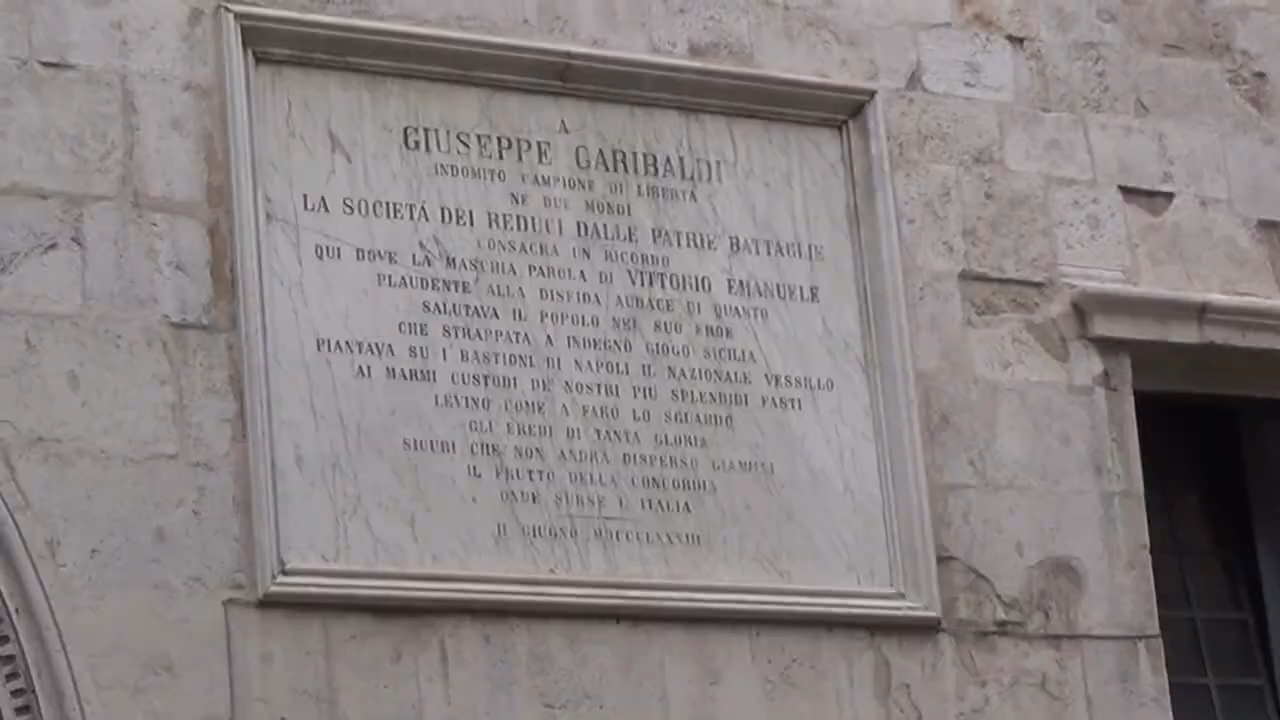 A
GIUSEPPE GARIBALDI
INDOMITO CAMPIONE DI LIBERTÀ
NE DUE MONDI
LA SOCIETÁ DEI REDUCI DALLE PATRIE BATTAGLIE
CONSACRA UN RICORDO
QUI DOVE LA MASCHIA PAROLA DI VITTORIO EMANUELE
PLAUDENTE ALLA DISFIDA AUDACE DI QUANTO
SALUTAVA IL POPOLO NEL SUO EROE
CHE STRAPPATA A INDEGNO GIOGO SICILIA
PIANTAVA SU I BASTIONI DI NAPOLI IL NAZIONALE VESSILLO
AI MARMI CUSTODI DE' NOSTRI PIÙ SPLENDIDI FASTI
LEVINO COME A FARO LO SGUARDO
GLI EREDI DI TANTA GLORIA
SICURI CHE NON ANDRÀ DISPERSO GIAMMAI
IL FRUTTO DELLA CONCORDIA
ONDE SURSE L'ITALIA
II GIUGNO MDCCCLXXXIII